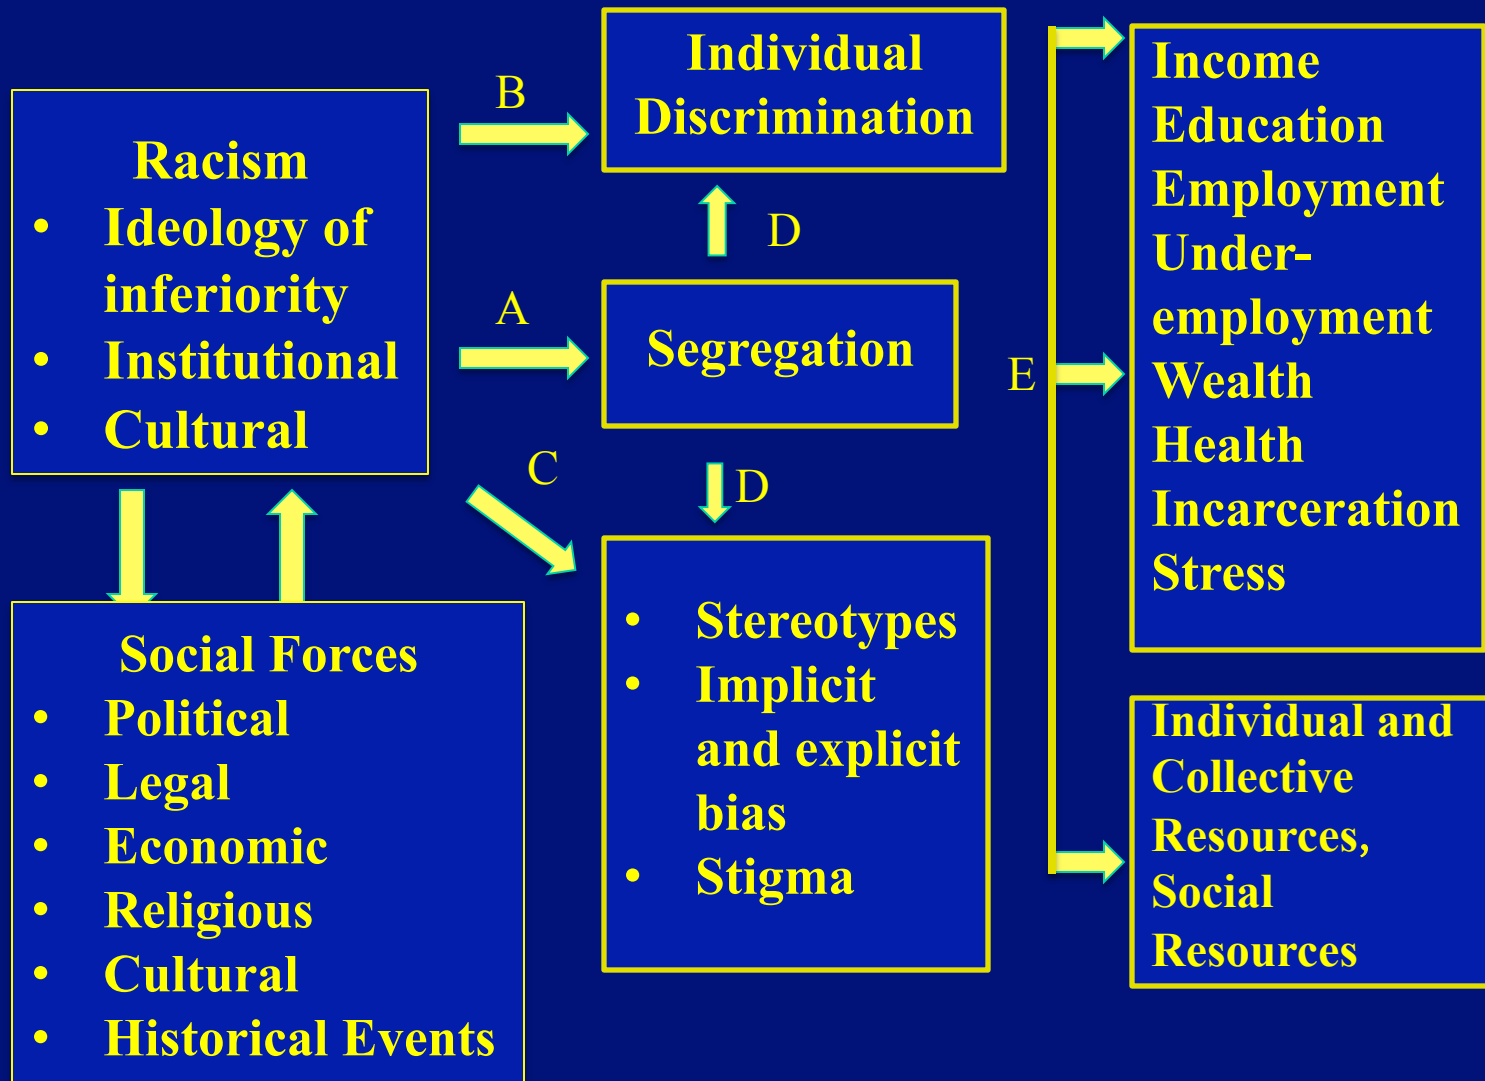 Racism
• Ideology of
inferiority
• Institutional
• Cultural
Social Forces
• Political
• Legal
• Economic
• Religious
• Cultural
• Historical Events
B
A
C
Individual
Discrimination
D
Segregation
D
• Stereotypes
• Implicit
and explicit
bias
• Stigma
E
Income
Education
Employment
Under-
employment
Wealth
Health
Incarceration
Stress
Individual and
Collective
Resources,
Social
Resources